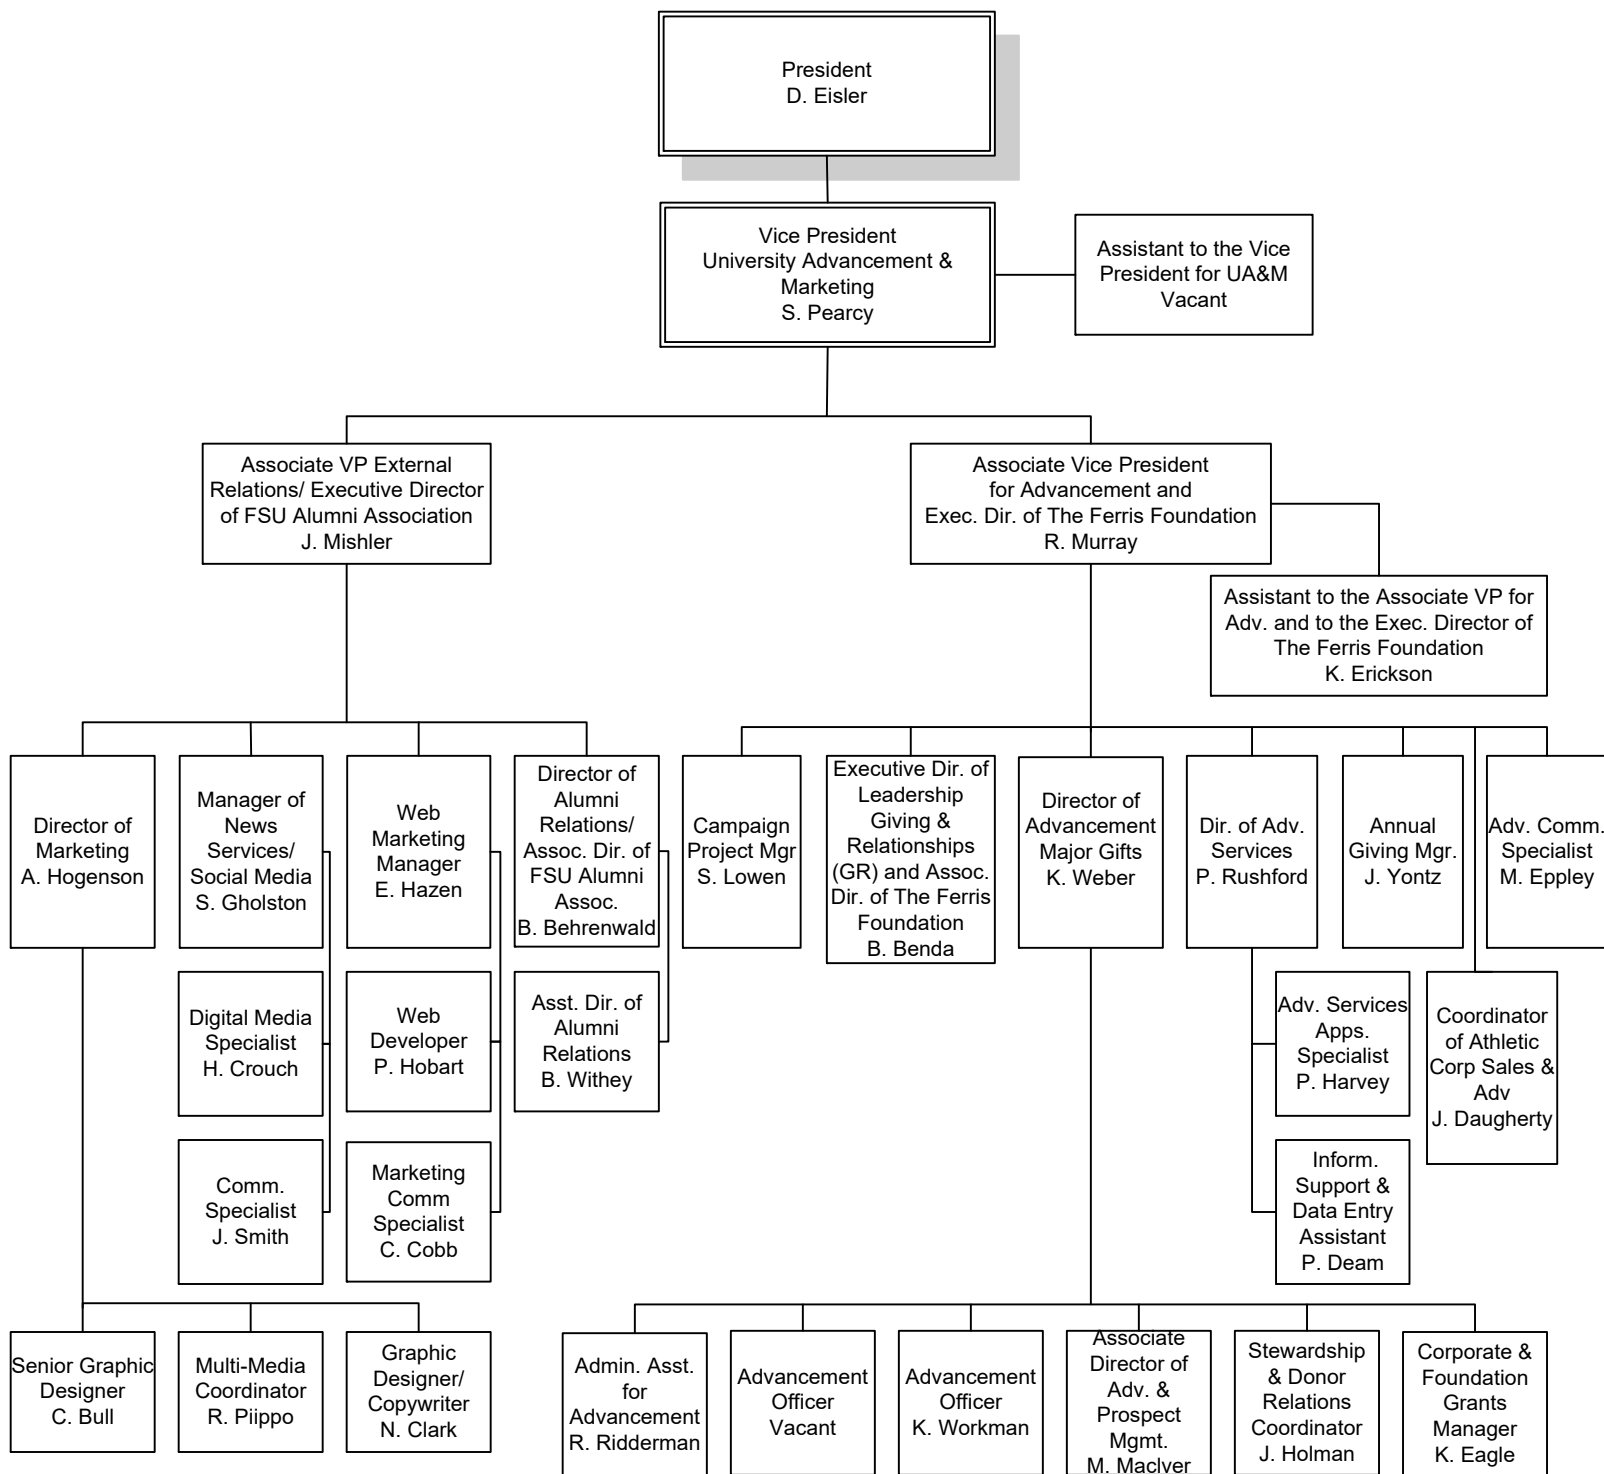 President
D. Eisler
Vice President
University Advancement &
Marketing
S. Pearcy
Assistant to the Vice
President for UA&M
Vacant
Associate VP External
Relations/ Executive Director
of FSU Alumni Association
J. Mishler
Associate Vice President
for Advancement and
Exec. Dir. of The Ferris Foundation
R. Murray
Assistant to the Associate VP for
Adv. and to the Exec. Director of
The Ferris Foundation
K. Erickson
Director of
Marketing
A. Hogenson
Manager of
News
Services/
Social Media
S. Gholston
Web
Marketing
Manager
E. Hazen
Director of
Alumni
Relations/
Assoc. Dir. of
FSU Alumni
Assoc.
B. Behrenwald
Campaign
Project Mgr
S. Lowen
Executive Dir. of
Leadership
Giving &
Relationships
(GR) and Assoc.
Dir. of The Ferris
Foundation
B. Benda
Director of
Advancement
Major Gifts
K. Weber
Dir. of Adv.
Services
P. Rushford
Annual
Giving Mgr.
J. Yontz
Adv. Comm.
Specialist
M. Eppley
Digital Media
Specialist
H. Crouch
Web
Developer
P. Hobart
Asst. Dir. of
Alumni
Relations
B. Withey
Adv. Services
Apps.
Specialist
P. Harvey
Coordinator
of Athletic
Corp Sales &
Adv
J. Daugherty
Comm.
Specialist
J. Smith
Marketing
Comm
Specialist
C. Cobb
Inform.
Support &
Data Entry
Assistant
P. Deam
Senior Graphic
Designer
C. Bull
Multi-Media
Coordinator
R. Piippo
Graphic
Designer/
Copywriter
N. Clark
Admin. Asst.
for
Advancement
R. Ridderman
Advancement
Officer
Vacant
Advancement
Officer
K. Workman
Associate
Director of
Adv. &
Prospect
Mgmt.
M. MacIver
Stewardship
& Donor
Relations
Coordinator
J. Holman
Corporate &
Foundation
Grants
Manager
K. Eagle